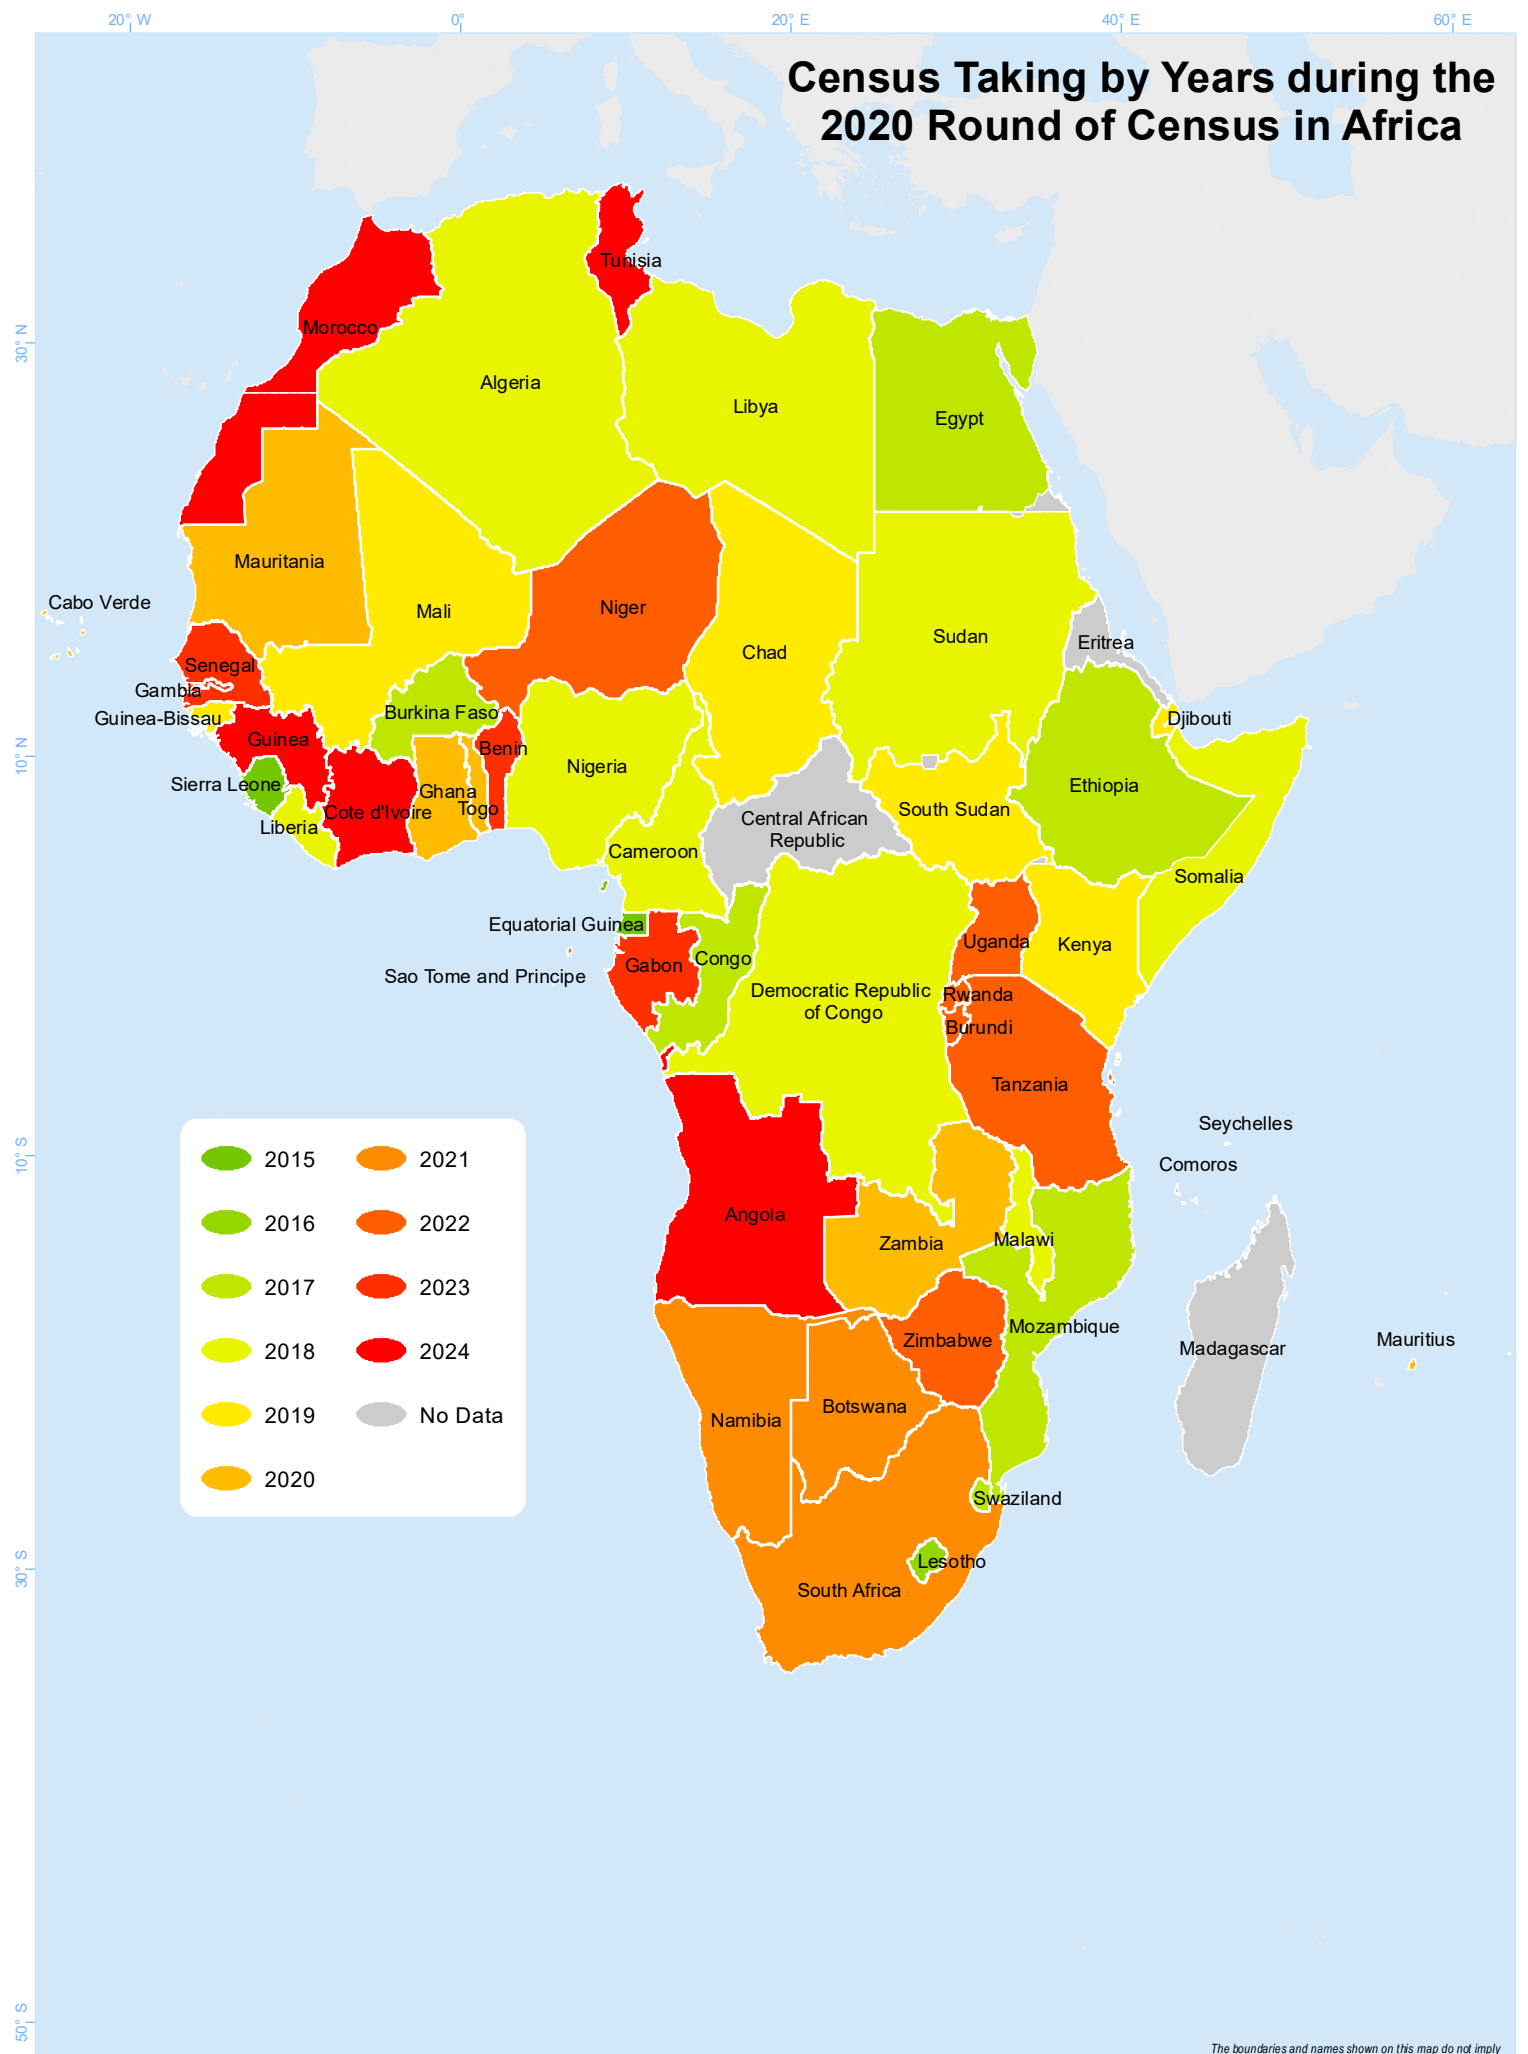 20° W
0°
20° E
40° E
60° E
Census Taking by Years during the
2020 Round of Census in Africa
Tunisia
Morocco
30° N
Algeria
Libya
Egypt
Mauritania
Cabo Verde
Mali
Niger
Sudan
Eritrea
Chad
Senegal
Gambia
Burkina Faso
Guinea-Bissau
Djibouti
Guinea
Benin
10° N
Nigeria
Sierra Leone
Ethiopia
Ghana
Togo
South Sudan
Cote d'Ivoire
Central African
Republic
Liberia
Cameroon
Somalia
Equatorial Guinea
Uganda
Kenya
Congo
Gabon
Sao Tome and Principe
Democratic Republic
of Congo
Rwanda
Burundi
Tanzania
Seychelles
10° S
Comoros
2015
2021
Angola
2016
2022
Zambia
Malawi
2017
2023
Mozambique
Zimbabwe
Mauritius
Madagascar
2018
2024
Botswana
2019
No Data
Namibia
2020
Swaziland
Lesotho
30° S
South Africa
50° S
The boundaries and names shown on this map do not imply